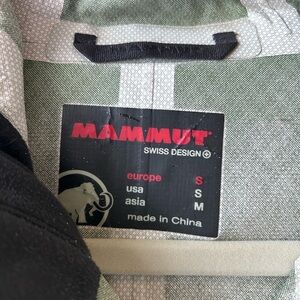 MAMMUT
SWISS DESIGN
europe S
usa S
asia M
made in China